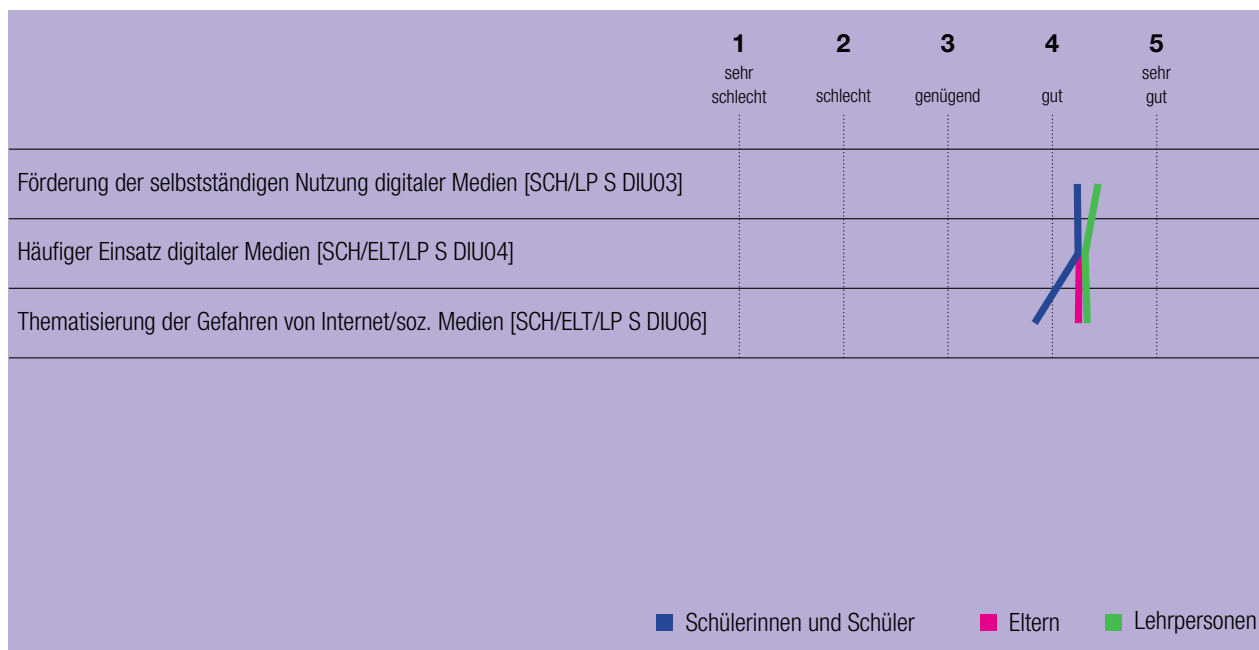 1 2 3 4 5
sehr schlecht schlecht genügend gut sehr gut
Förderung der selbstständigen Nutzung digitaler Medien [SCH/LP S DIU03]
Häufiger Einsatz digitaler Medien [SCH/ELT/LP S DIU04]
Thematisierung der Gefahren von Internet/soz. Medien [SCH/ELT/LP S DIU06]
Schülerinnen und Schüler Eltern Lehrpersonen